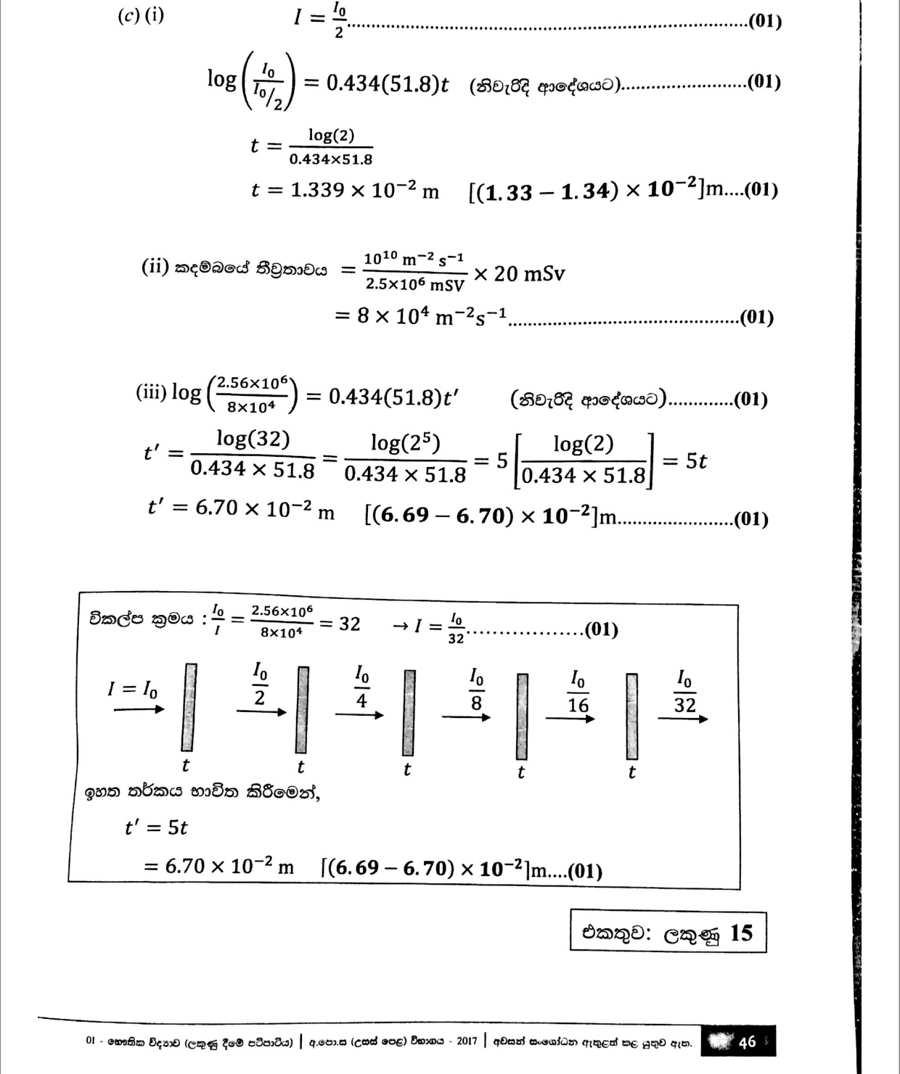 (c) (i) I = I₀/2 ........................................(01)
log(I₀/(I₀/2)) = 0.434(51.8)t (නිවැරදි ආදේශයට)........................(01)
t = log(2)/(0.434×51.8)
t = 1.339 × 10⁻² m [(1.33 − 1.34) × 10⁻²]m....(01)
(ii) කදම්බයේ තීව්‍රතාවය = (10¹⁰ m⁻² s⁻¹)/(2.5×10⁶ mSV) × 20 mSv
= 8 × 10⁴ m⁻²s⁻¹........................................(01)
(iii) log(2.56×10⁶/8×10⁴) = 0.434(51.8)t′ (නිවැරදි ආදේශයට).............(01)
t′ = log(32)/(0.434 × 51.8) = log(2⁵)/(0.434 × 51.8) = 5[log(2)/(0.434 × 51.8)] = 5t
t′ = 6.70 × 10⁻² m [(6.69 − 6.70) × 10⁻²]m.......................(01)
විකල්ප ක්‍රමය : I₀/I = 2.56×10⁶/8×10⁴ = 32 → I = I₀/32 ...................(01)
I = I₀ I₀/2 I₀/4 I₀/8 I₀/16 I₀/32
t t t t t
ඉහත තර්කය භාවිත කිරීමෙන්,
t′ = 5t
= 6.70 × 10⁻² m [(6.69 − 6.70) × 10⁻²]m....(01)
එකතුව: ලකුණු 15
01 - භෞතික විද්‍යාව (ලකුණු දීමේ පටිපාටිය) | අ.පො.ස (උසස් පෙළ) විභාගය - 2017 | අවසන් සංශෝධන ඇතුළත් කළ යුතුව ඇත. 46